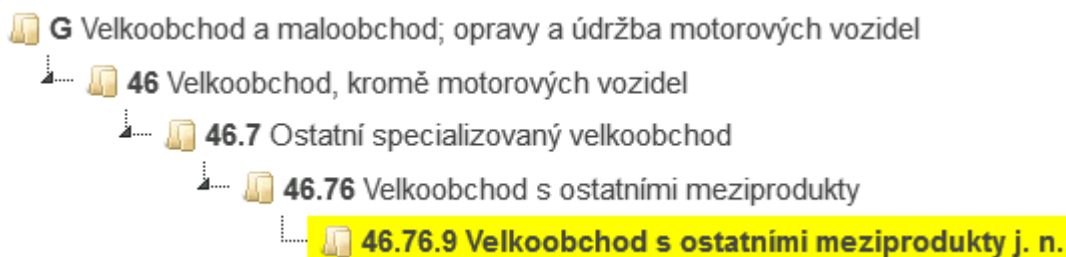 G Velkoobchod a maloobchod; opravy a údržba motorových vozidel
46 Velkoobchod, kromě motorových vozidel
46.7 Ostatní specializovaný velkoobchod
46.76 Velkoobchod s ostatními meziprodukty
46.76.9 Velkoobchod s ostatními meziprodukty j. n.